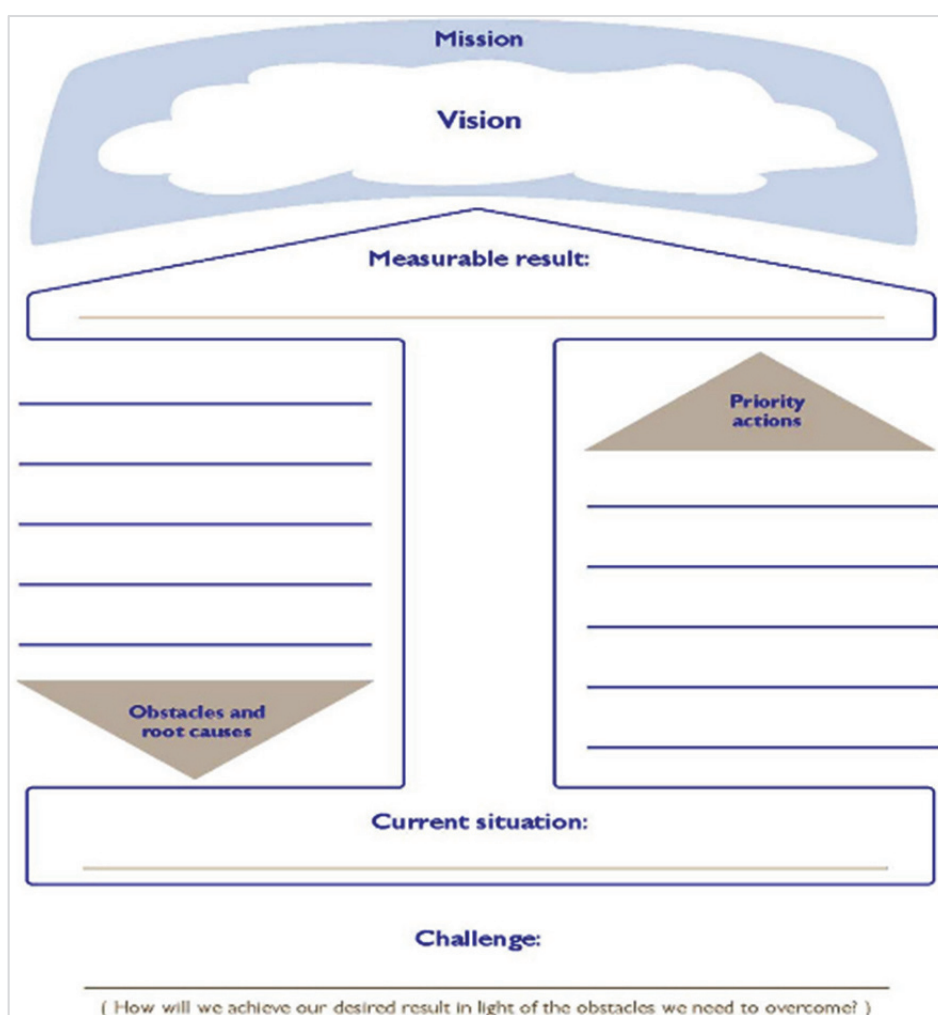 Mission
Vision
Measurable result:
Priority
actions
Obstacles and
root causes
Current situation:
Challenge:
( How will we achieve our desired result in light of the obstacles we need to overcome? )